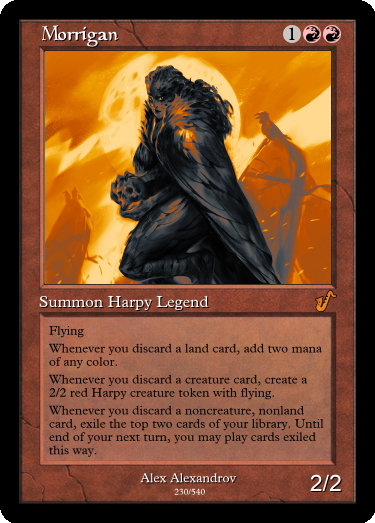 Morrigan 1
Summon Harpy Legend
Flying
Whenever you discard a land card, add two mana
of any color.
Whenever you discard a creature card, create a
2/2 red Harpy creature token with flying.
Whenever you discard a noncreature, nonland
card, exile the top two cards of your library. Until
end of your next turn, you may play cards exiled
this way.
Alex Alexandrov
230/540
2/2